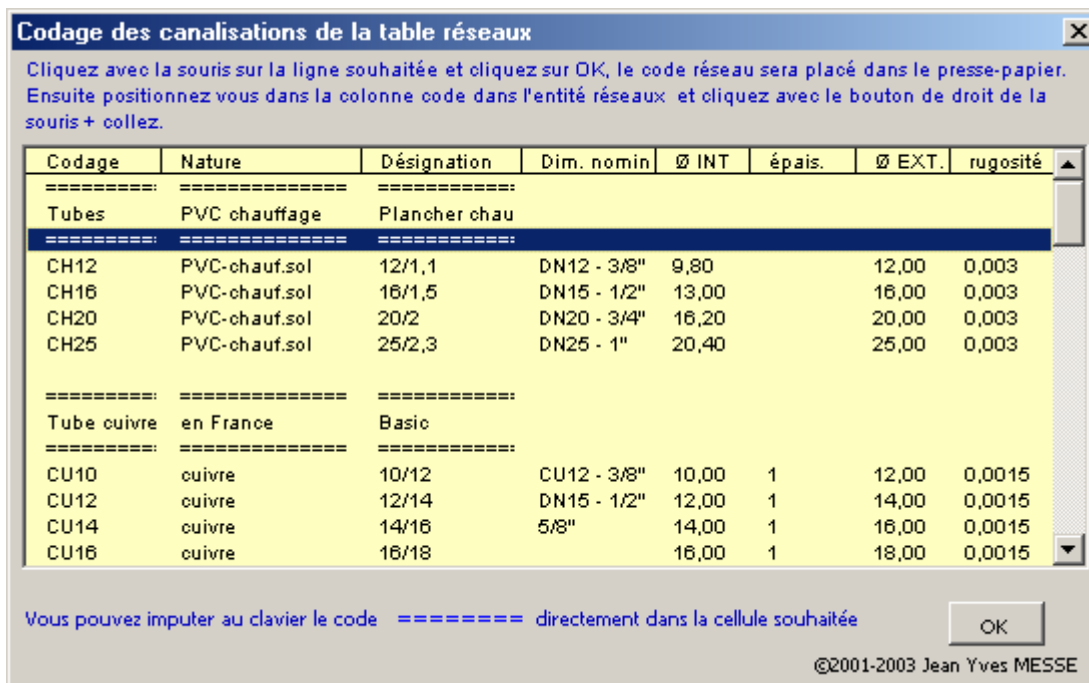 Codage des canalisations de la table réseaux
Cliquez avec la souris sur la ligne souhaitée et cliquez sur OK, le code réseau sera placé dans le presse-papier.
Ensuite positionnez vous dans la colonne code dans l'entité réseaux et cliquez avec le bouton de droit de la
souris + collez.
Codage Nature Désignation Dim. nomin Ø INT épais. Ø EXT. rugosité
========= ============== ===========
Tubes PVC chauffage Plancher chau
========= ============== ===========
CH12 PVC-chauf.sol 12/1,1 DN12 - 3/8" 9,80 12,00 0,003
CH16 PVC-chauf.sol 16/1,5 DN15 - 1/2" 13,00 16,00 0,003
CH20 PVC-chauf.sol 20/2 DN20 - 3/4" 16,20 20,00 0,003
CH25 PVC-chauf.sol 25/2,3 DN25 - 1" 20,40 25,00 0,003
========= ============== ===========
Tube cuivre en France Basic
========= ============== ===========
CU10 cuivre 10/12 CU12 - 3/8" 10,00 1 12,00 0,0015
CU12 cuivre 12/14 DN15 - 1/2" 12,00 1 14,00 0,0015
CU14 cuivre 14/16 5/8" 14,00 1 16,00 0,0015
CU16 cuivre 16/18 16,00 1 18,00 0,0015
Vous pouvez imputer au clavier le code ======== directement dans la cellule souhaitée
OK
©2001-2003 Jean Yves MESSE